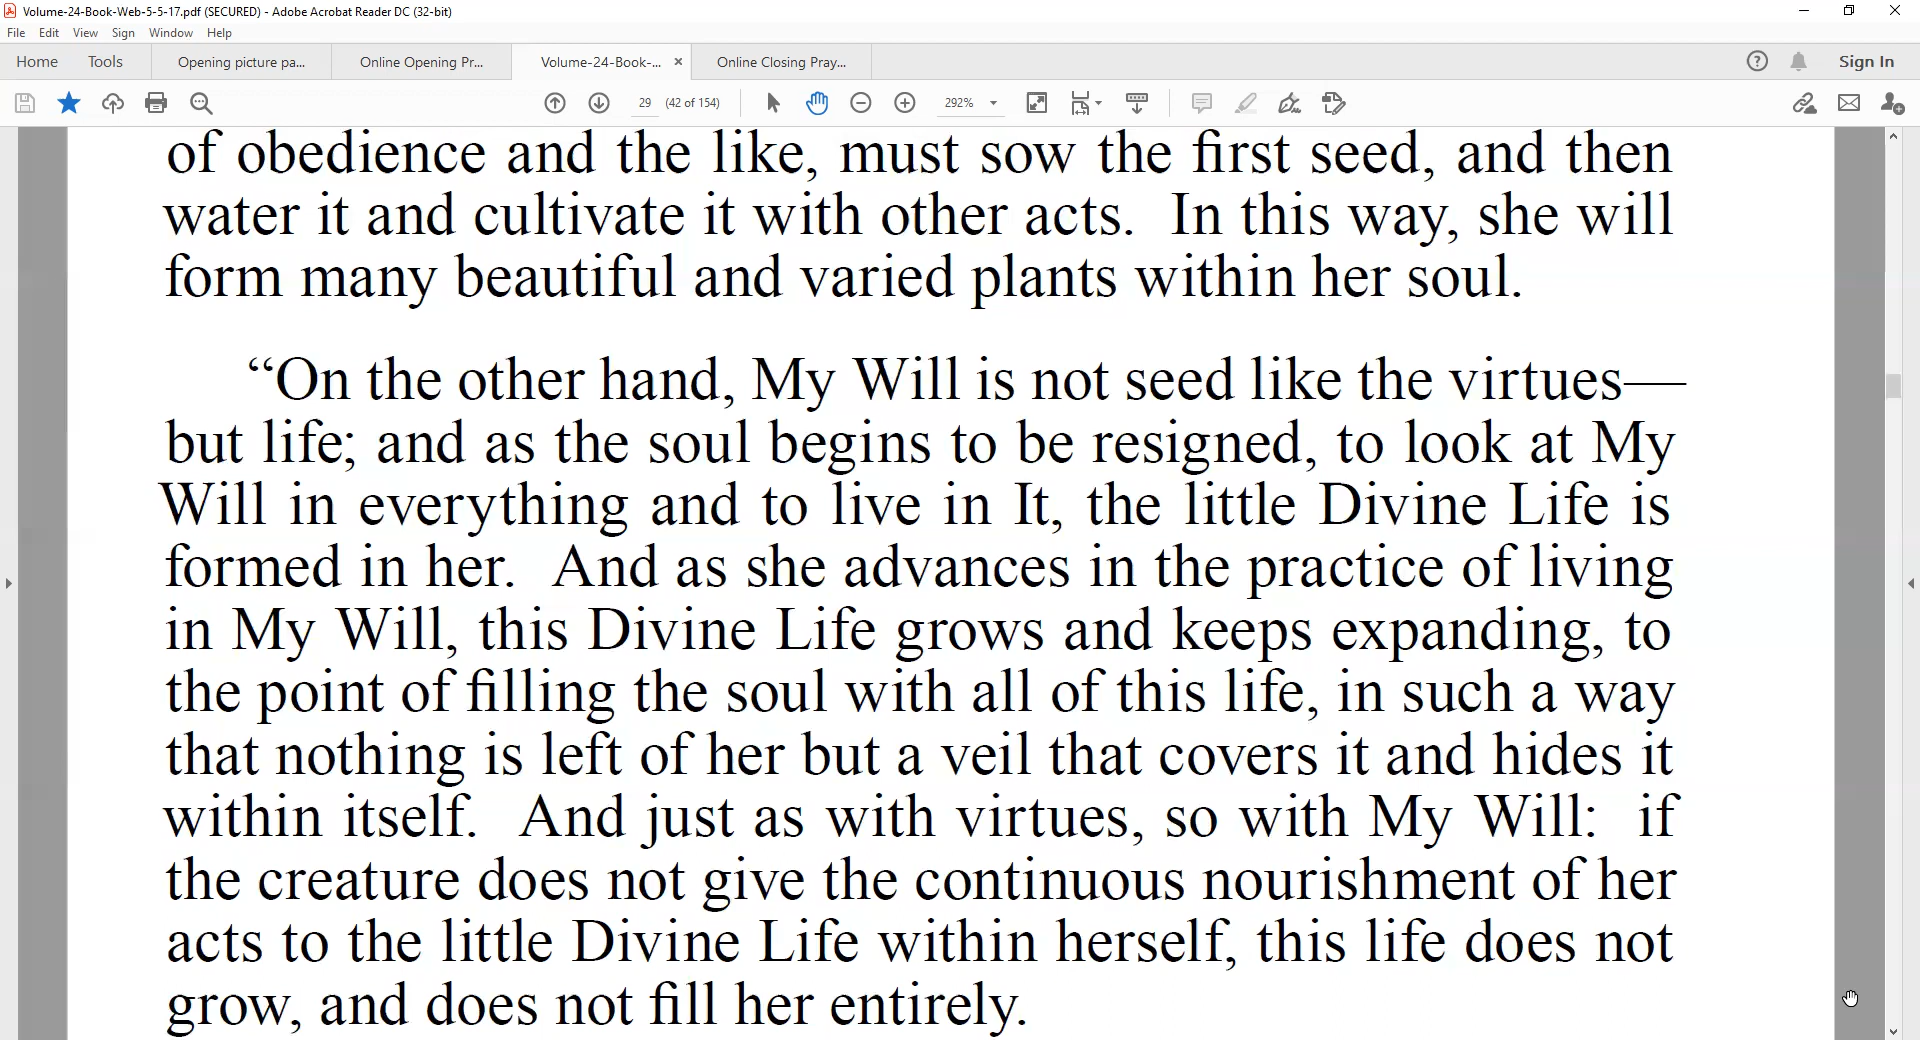 Volume-24-Book-Web-5-5-17.pdf (SECURED) - Adobe Acrobat Reader DC (32-bit)
File Edit View Sign Window Help
Home Tools Opening picture pa... Online Opening Pr... Volume-24-Book-... × Online Closing Pray... Sign In
29 (42 of 154) 292%
of obedience and the like, must sow the first seed, and then
water it and cultivate it with other acts.  In this way, she will
form many beautiful and varied plants within her soul.
“On the other hand, My Will is not seed like the virtues—
but life; and as the soul begins to be resigned, to look at My
Will in everything and to live in It, the little Divine Life is
formed in her.  And as she advances in the practice of living
in My Will, this Divine Life grows and keeps expanding, to
the point of filling the soul with all of this life, in such a way
that nothing is left of her but a veil that covers it and hides it
within itself.  And just as with virtues, so with My Will:  if
the creature does not give the continuous nourishment of her
acts to the little Divine Life within herself, this life does not
grow, and does not fill her entirely.